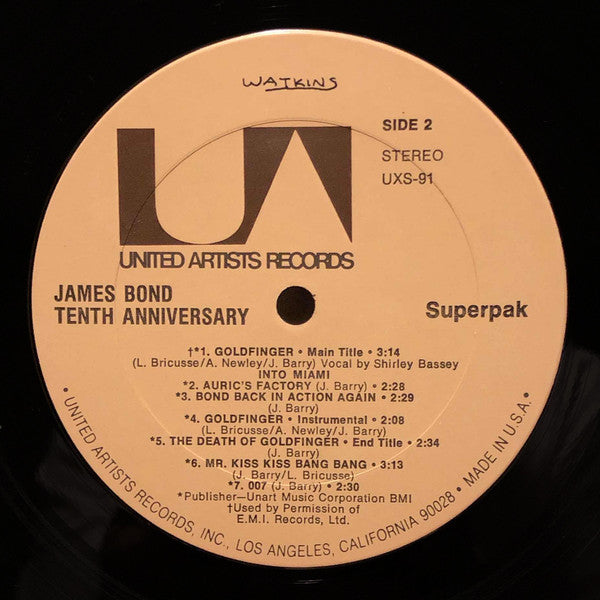 WATKINS
SIDE 2
STEREO
UXS-91
UA
UNITED ARTISTS RECORDS
JAMES BOND
TENTH ANNIVERSARY
Superpak
†*1. GOLDFINGER • Main Title • 3:14
(L. Bricusse/A. Newley/J. Barry) Vocal by Shirley Bassey
INTO MIAMI
*2. AURIC'S FACTORY (J. Barry) • 2:28
*3. BOND BACK IN ACTION AGAIN • 2:29
(J. Barry)
*4. GOLDFINGER • Instrumental • 2:08
(L. Bricusse/A. Newley/J. Barry)
*5. THE DEATH OF GOLDFINGER • End Title • 2:34
(J. Barry)
*6. MR. KISS KISS BANG BANG • 3:13
(J. Barry/L. Bricusse)
*7. 007 (J. Barry) • 2:30
*Publisher—Unart Music Corporation BMI
†Used by Permission of
E.M.I. Records, Ltd.
• UNITED ARTISTS RECORDS, INC., LOS ANGELES, CALIFORNIA 90028 • MADE IN U.S.A. •